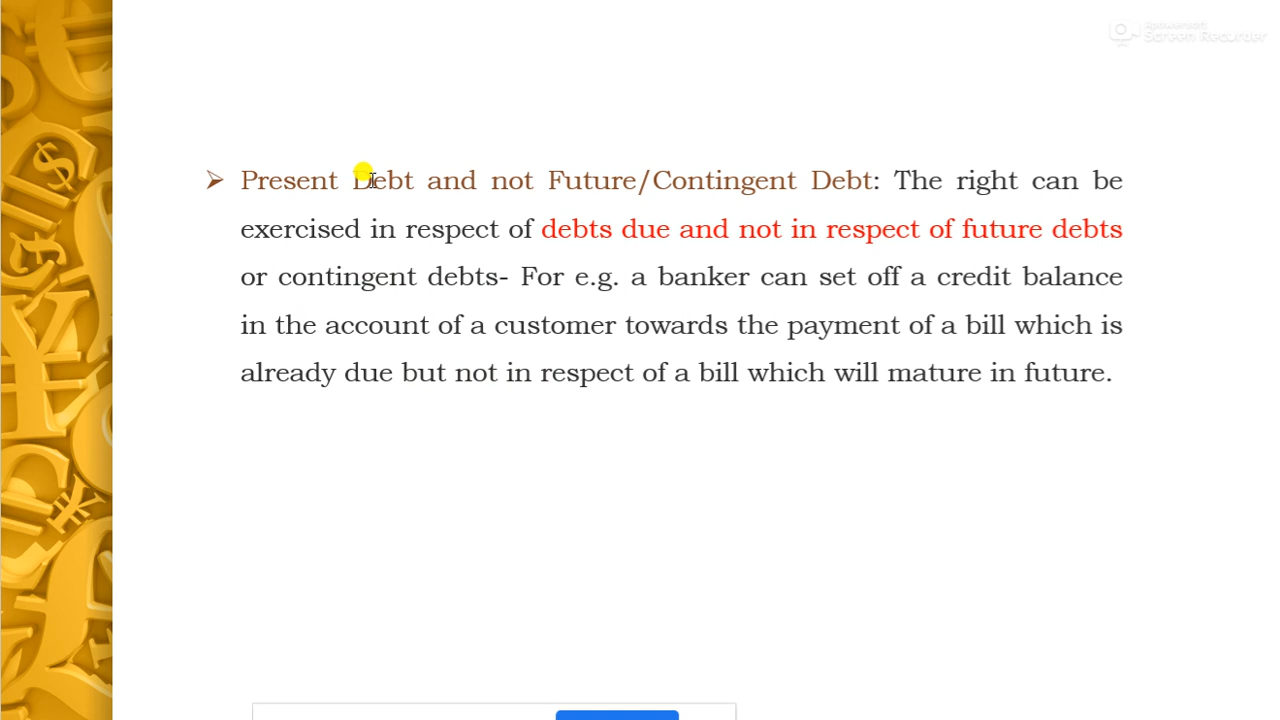 Apowersoft
Screen Recorder
➢ Present Debt and not Future/Contingent Debt: The right can be
exercised in respect of debts due and not in respect of future debts
or contingent debts- For e.g. a banker can set off a credit balance
in the account of a customer towards the payment of a bill which is
already due but not in respect of a bill which will mature in future.